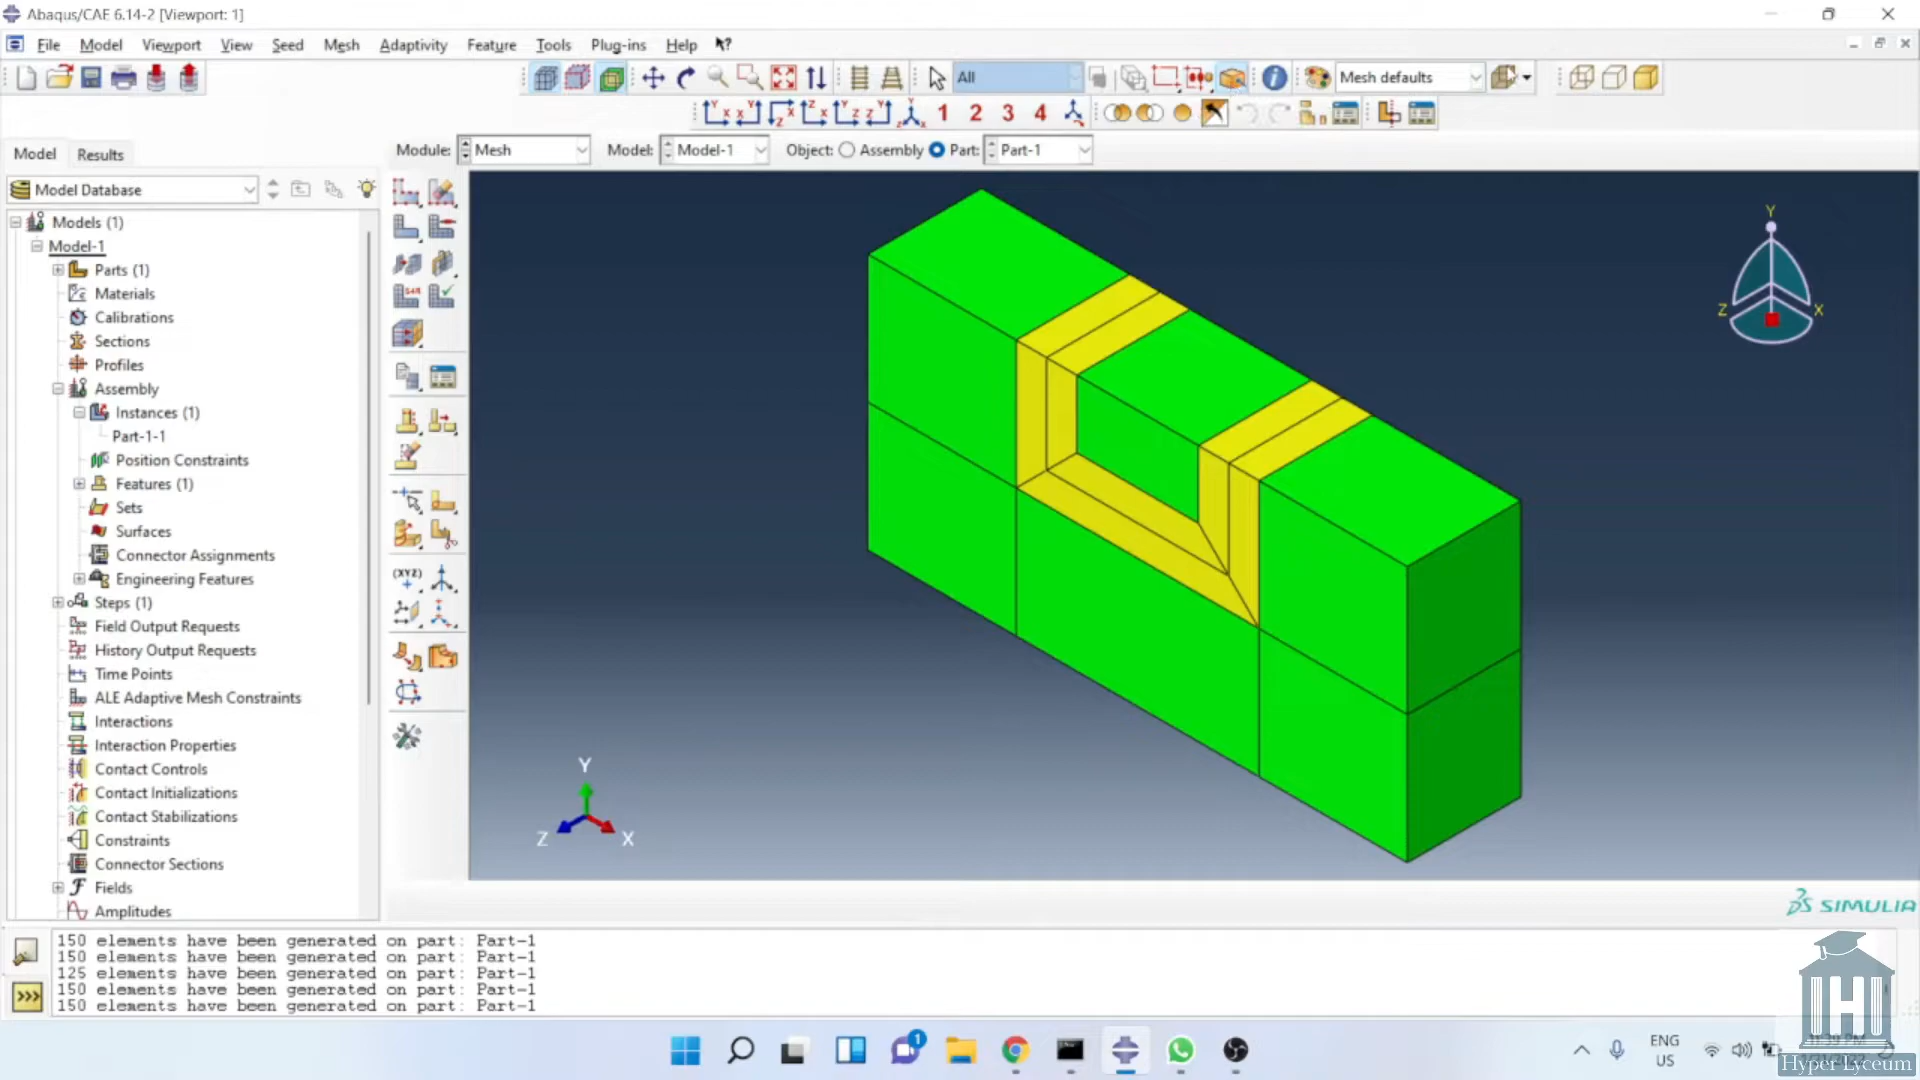 Abaqus/CAE 6.14-2 [Viewport: 1]
File Model Viewport View Seed Mesh Adaptivity Feature Tools Plug-ins Help
All
Mesh defaults
1 2 3 4
Module: Mesh Model: Model-1 Object: Assembly Part: Part-1
Model Results
Model Database
Models (1)
Model-1
Parts (1)
Materials
Calibrations
Sections
Profiles
Assembly
Instances (1)
Part-1-1
Position Constraints
Features (1)
Sets
Surfaces
Connector Assignments
Engineering Features
Steps (1)
Field Output Requests
History Output Requests
Time Points
ALE Adaptive Mesh Constraints
Interactions
Interaction Properties
Contact Controls
Contact Initializations
Contact Stabilizations
Constraints
Connector Sections
Fields
Amplitudes
(XYZ)
Y
Z
X
Y
Z
X
SIMULIA
150 elements have been generated on part: Part-1
150 elements have been generated on part: Part-1
125 elements have been generated on part: Part-1
150 elements have been generated on part: Part-1
150 elements have been generated on part: Part-1
1
ENG
US
Hyper Lyceum